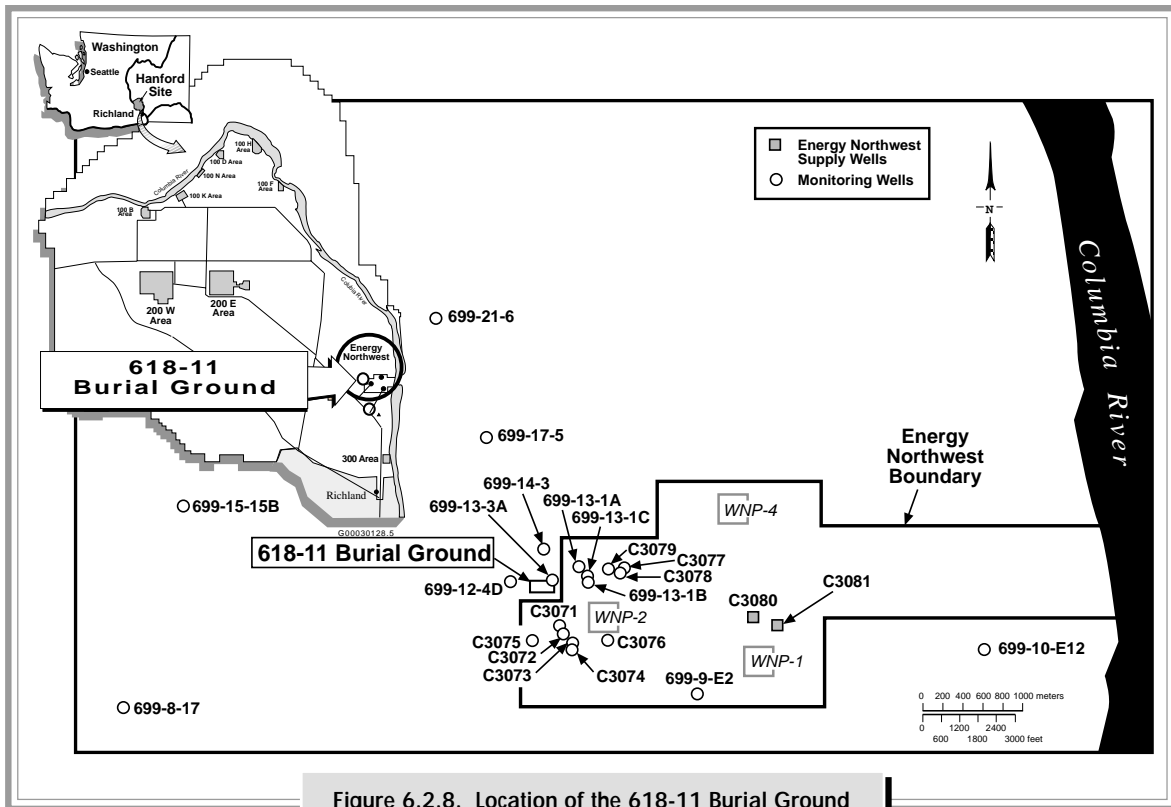 Washington
Seattle
Hanford
Site
Richland
100 H
Area
100 D Area
100 N Area
Columbia River
100 F
Area
100 K Area
100 B
Area
200 W
Area
200 E
Area
Energy
Northwest
618-11
Burial Ground
300 Area
Richland
G00030128.5
Energy Northwest
Supply Wells
Monitoring Wells
N
Columbia River
699-21-6
699-17-5
Energy
Northwest
Boundary
699-15-15B
699-14-3
699-13-1A
699-13-3A
699-13-1C
WNP-4
618-11 Burial Ground
C3079
C3077
C3078
699-12-4D
699-13-1B
C3081
C3080
C3071
WNP-2
C3075
C3076
C3072
C3073
C3074
WNP-1
699-10-E12
699-9-E2
699-8-17
0 200 400 600 800 1000 meters
0 1200 2400
600 1800 3000 feet
Figure 6.2.8. Location of the 618-11 Burial Ground